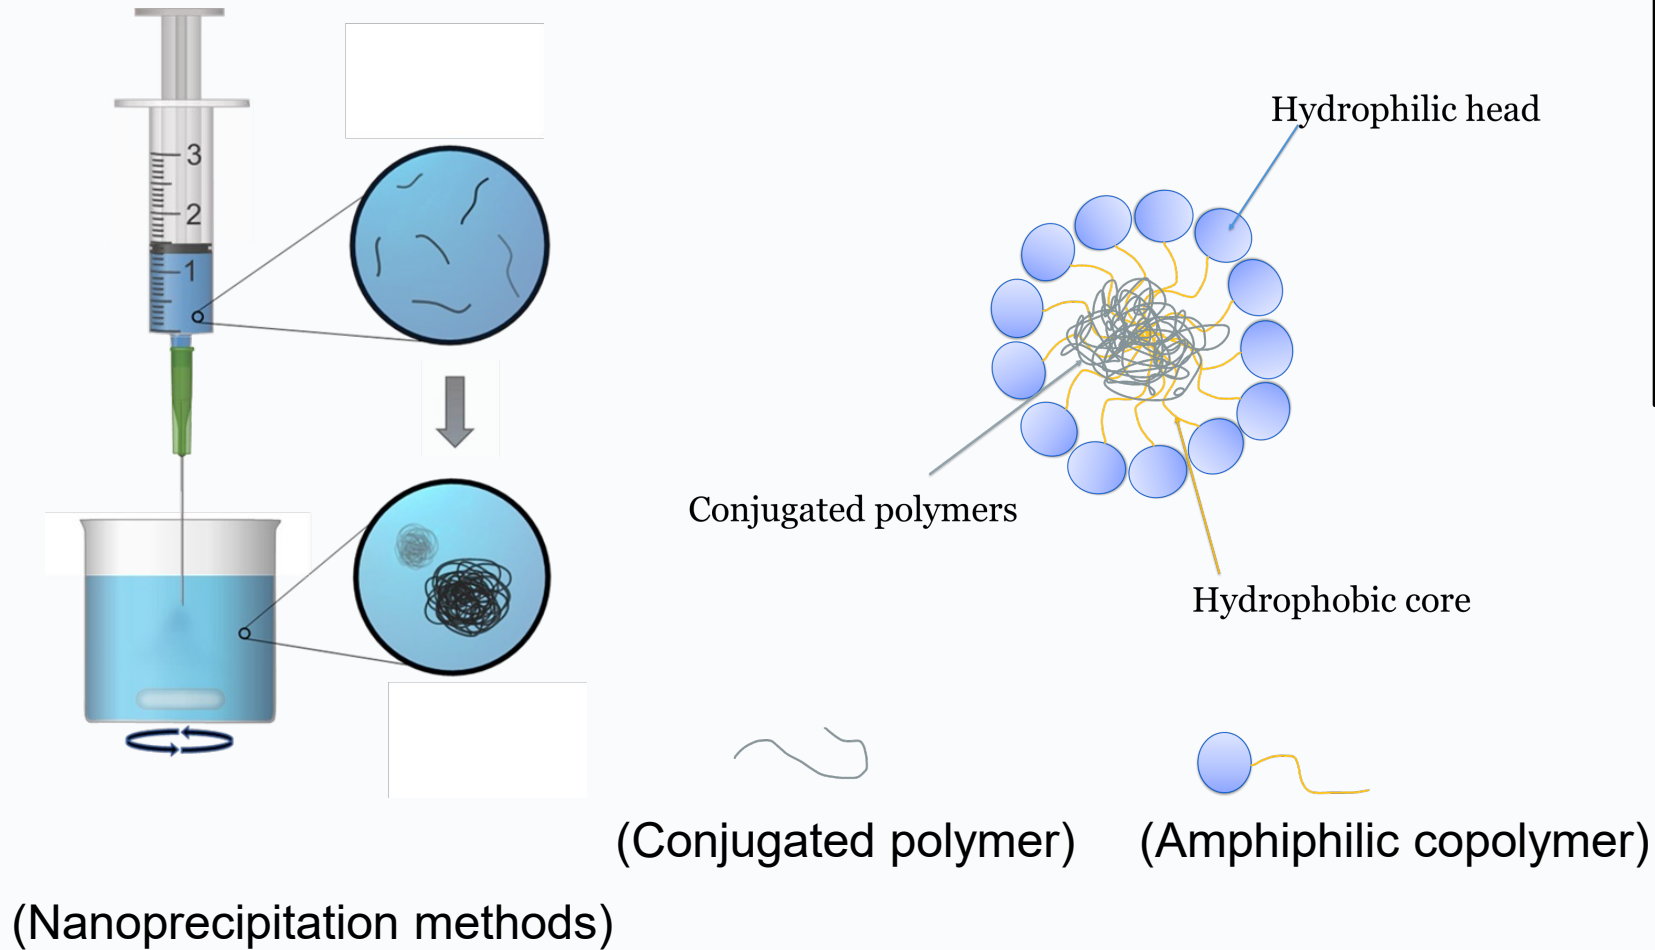 3
2
1
Hydrophilic head
Conjugated polymers
Hydrophobic core
(Conjugated polymer)
(Amphiphilic copolymer)
(Nanoprecipitation methods)